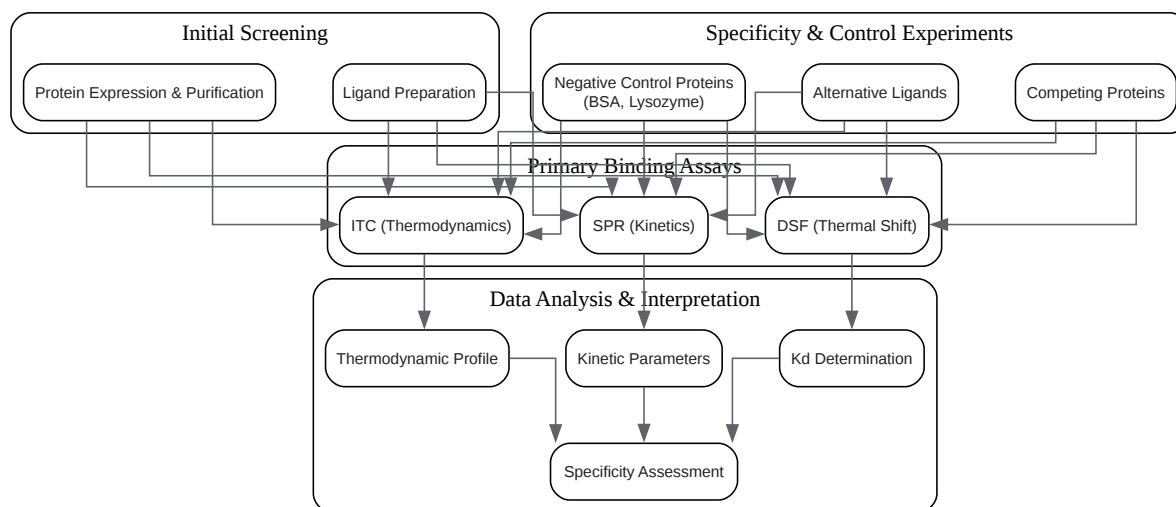 Initial Screening
Specificity & Control Experiments
Protein Expression & Purification
Ligand Preparation
Negative Control Proteins
(BSA, Lysozyme)
Alternative Ligands
Competing Proteins
Primary Binding Assays
ITC (Thermodynamics)
SPR (Kinetics)
DSF (Thermal Shift)
Data Analysis & Interpretation
Thermodynamic Profile
Kinetic Parameters
Kd Determination
Specificity Assessment